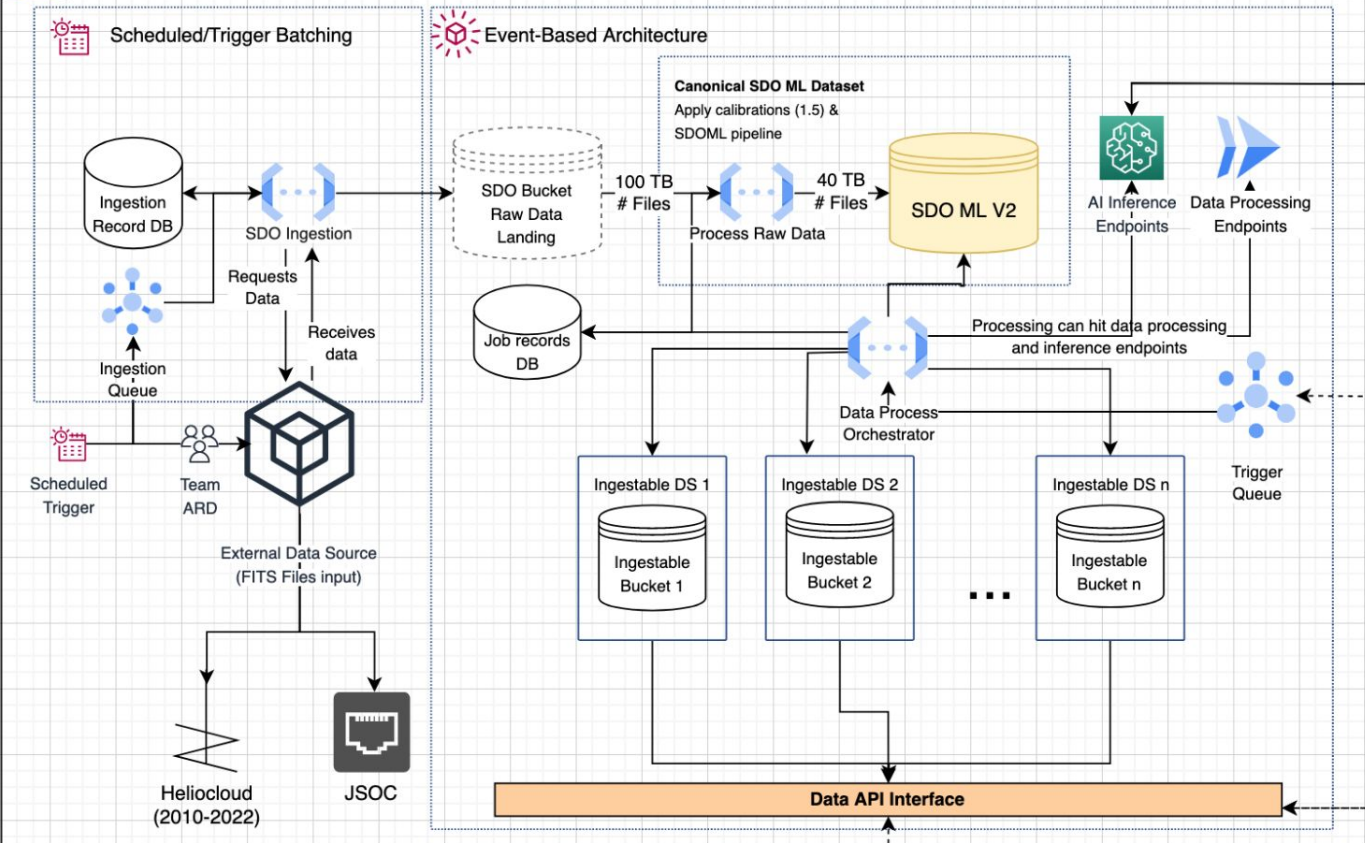 Scheduled/Trigger Batching
Event-Based Architecture
Canonical SDO ML Dataset
Apply calibrations (1.5) &
SDOML pipeline
Ingestion
Record DB
SDO Ingestion
SDO Bucket
Raw Data
Landing
100 TB
# Files
Process Raw Data
40 TB
# Files
SDO ML V2
AI Inference
Endpoints
Data Processing
Endpoints
Requests
Data
Receives
data
Ingestion
Queue
Job records
DB
Processing can hit data processing
and inference endpoints
Data Process
Orchestrator
Trigger
Queue
Scheduled
Trigger
Team
ARD
External Data Source
(FITS Files input)
Ingestable DS 1
Ingestable
Bucket 1
Ingestable DS 2
Ingestable
Bucket 2
...
Ingestable DS n
Ingestable
Bucket n
Heliocloud
(2010-2022)
JSOC
Data API Interface